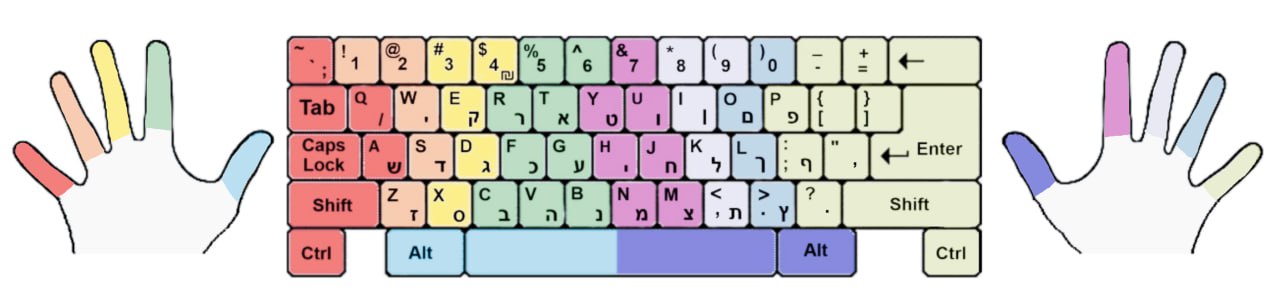 ~ ` ; ! 1 @ 2 # 3 $ 4 ₪ % 5 ^ 6 & 7 * 8 ( 9 ) 0 _ - + = ←
Tab Q / W ' E ק R ר T א Y ט U ו I ן O ם P פ { [ } ]
Caps Lock A ש S ד D ג F כ G ע H י J ח K ל L ך : ; ף " , ← Enter
Shift Z ז X ס C ב V ה B נ N מ M צ < , ת > . ץ ? . Shift
Ctrl Alt Alt Ctrl